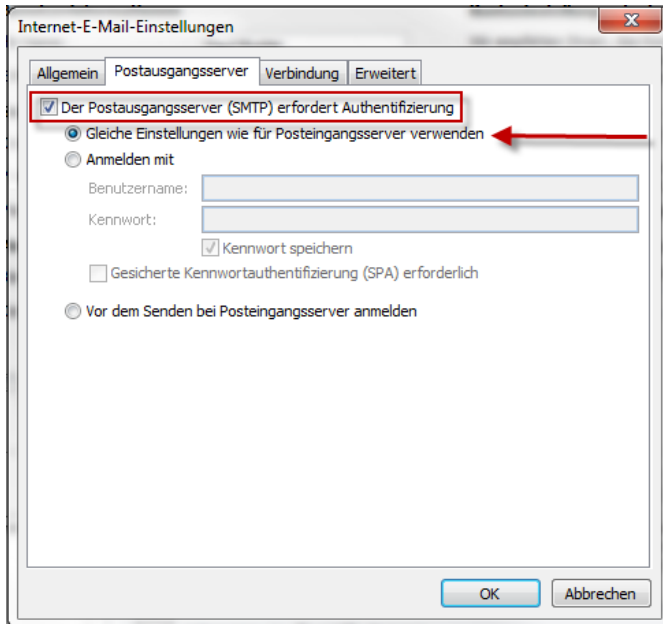 Internet-E-Mail-Einstellungen
Allgemein Postausgangsserver Verbindung Erweitert
Der Postausgangsserver (SMTP) erfordert Authentifizierung
Gleiche Einstellungen wie für Posteingangsserver verwenden
Anmelden mit
Benutzername:
Kennwort:
Kennwort speichern
Gesicherte Kennwortauthentifizierung (SPA) erforderlich
Vor dem Senden bei Posteingangsserver anmelden
OK Abbrechen